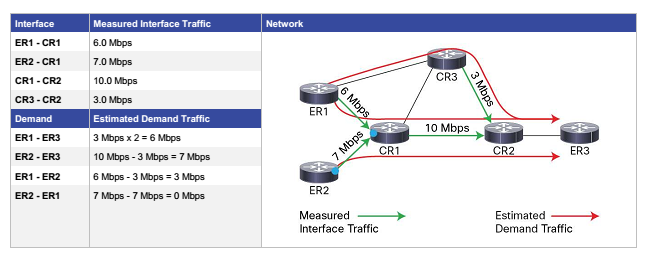 Interface Measured Interface Traffic Network
ER1 - CR1 6.0 Mbps
ER2 - CR1 7.0 Mbps
CR1 - CR2 10.0 Mbps
CR3 - CR2 3.0 Mbps
Demand Estimated Demand Traffic
ER1 - ER3 3 Mbps x 2 = 6 Mbps
ER2 - ER3 10 Mbps - 3 Mbps = 7 Mbps
ER1 - ER2 6 Mbps - 3 Mbps = 3 Mbps
ER2 - ER1 7 Mbps - 7 Mbps = 0 Mbps
CR3
3 Mbps
6 Mbps
ER1
10 Mbps
7 Mbps
CR1
CR2
ER3
ER2
Measured
Interface Traffic
Estimated
Demand Traffic